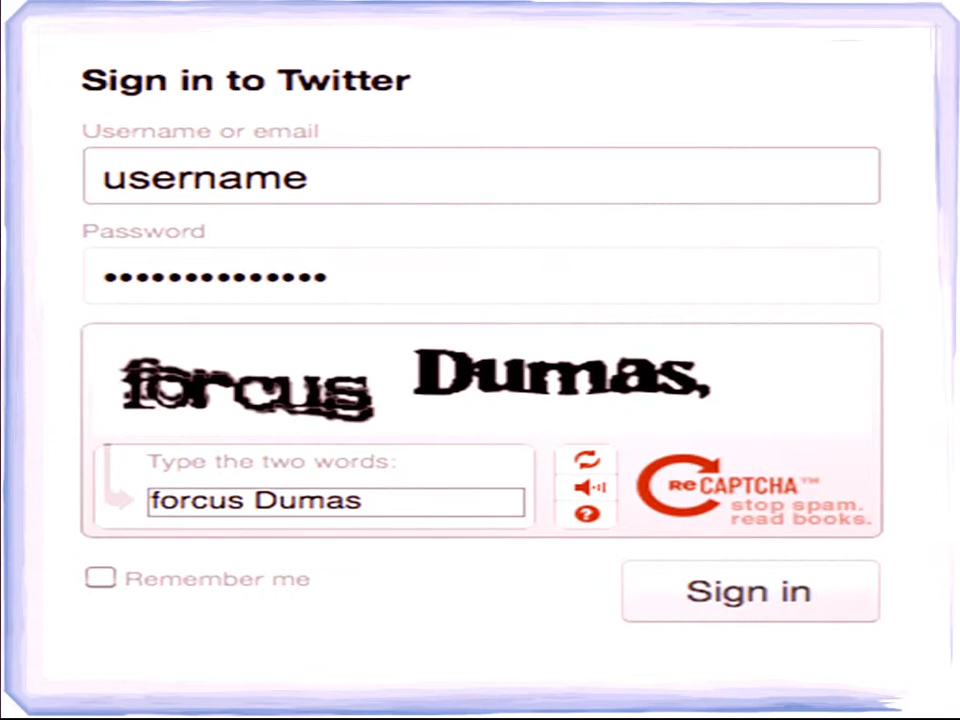 Sign in to Twitter
Username or email
username
Password
••••••••••••••
forcus Dumas,
Type the two words:
forcus Dumas
ReCAPTCHA™
stop spam.
read books.
Remember me
Sign in